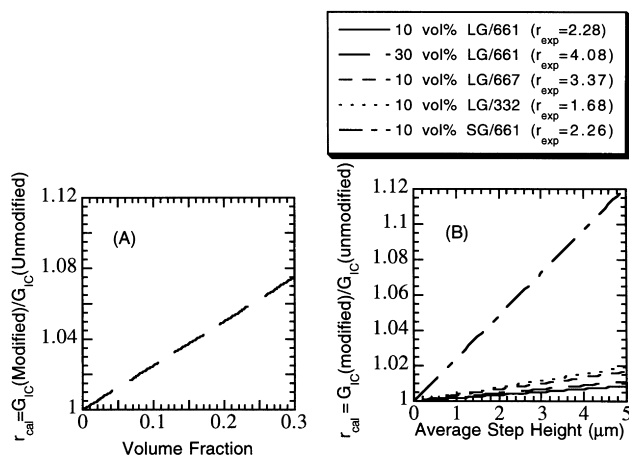 10 vol% LG/661 (r_exp=2.28)
30 vol% LG/661 (r_exp=4.08)
10 vol% LG/667 (r_exp=3.37)
10 vol% LG/332 (r_exp=1.68)
10 vol% SG/661 (r_exp=2.26)
r_cal=G_IC(Modified)/G_IC(Unmodified)
1.12
1.08
1.04
1
(A)
0 0.1 0.2 0.3
Volume Fraction
r_cal = G_IC(modified)/G_IC(unmodified)
1.12
1.1
1.08
1.06
1.04
1.02
1
(B)
0 1 2 3 4 5
Average Step Height (μm)